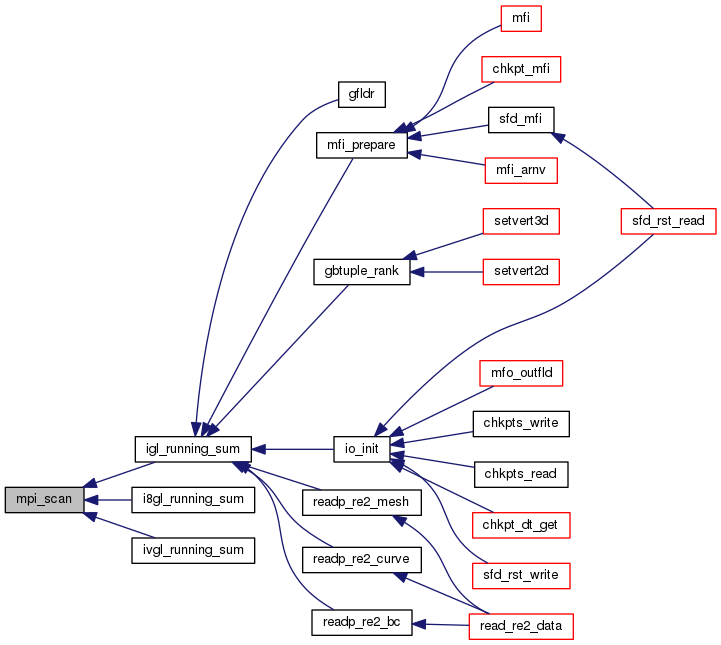 mfi
chkpt_mfi
gfldr
sfd_mfi
mfi_prepare
mfi_arnv
setvert3d
sfd_rst_read
gbtuple_rank
setvert2d
mfo_outfld
chkpts_write
igl_running_sum
io_init
chkpts_read
mpi_scan
i8gl_running_sum
readp_re2_mesh
chkpt_dt_get
ivgl_running_sum
readp_re2_curve
sfd_rst_write
readp_re2_bc
read_re2_data